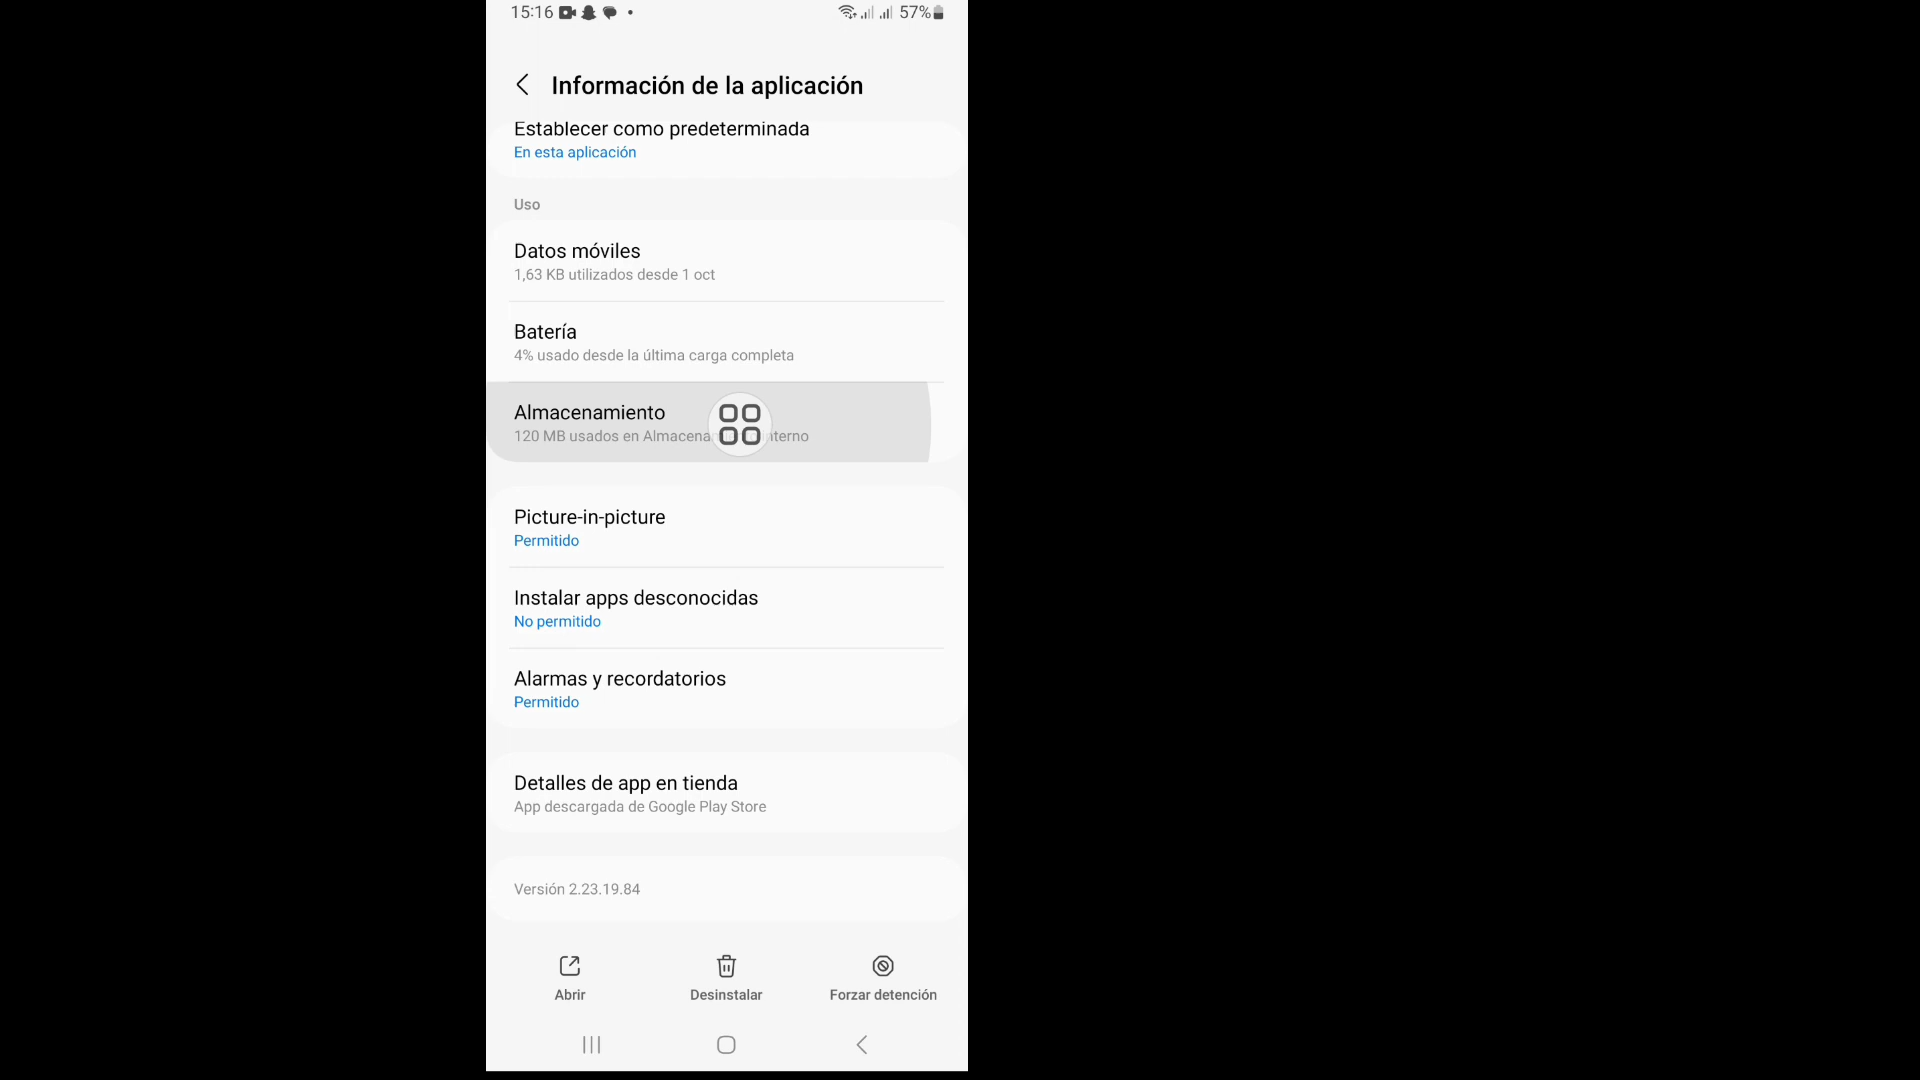 15:16
57%
Información de la aplicación
Establecer como predeterminada
En esta aplicación
Uso
Datos móviles
1,63 KB utilizados desde 1 oct
Batería
4% usado desde la última carga completa
Almacenamiento
120 MB usados en
Picture-in-picture
Permitido
Instalar apps desconocidas
No permitido
Alarmas y recordatorios
Permitido
Detalles de app en tienda
App descargada de Google Play Store
Versión 2.23.19.84
Abrir
Desinstalar
Forzar detención